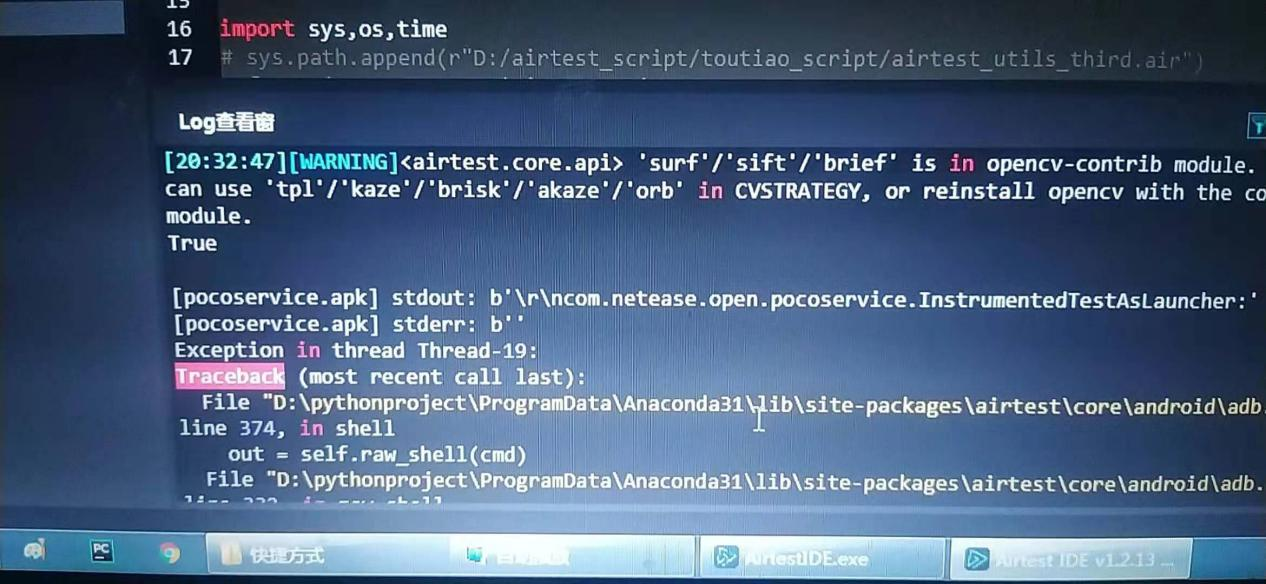 15
16 import sys,os,time
17 # sys.path.append(r"D:/airtest_script/toutiao_script/airtest_utils_third.air")
Log查看窗
[20:32:47][WARNING]<airtest.core.api> 'surf'/'sift'/'brief' is in opencv-contrib module.
can use 'tpl'/'kaze'/'brisk'/'akaze'/'orb' in CVSTRATEGY, or reinstall opencv with the co
module.
True
[pocoservice.apk] stdout: b'\r\ncom.netease.open.pocoservice.InstrumentedTestAsLauncher:'
[pocoservice.apk] stderr: b''
Exception in thread Thread-19:
Traceback (most recent call last):
File "D:\pythonproject\ProgramData\Anaconda31\lib\site-packages\airtest\core\android\adb.
line 374, in shell
out = self.raw_shell(cmd)
File "D:\pythonproject\ProgramData\Anaconda31\lib\site-packages\airtest\core\android\adb.
PC
快捷方式
AirtestIDE.exe
Airtest IDE v1.2.13 ...